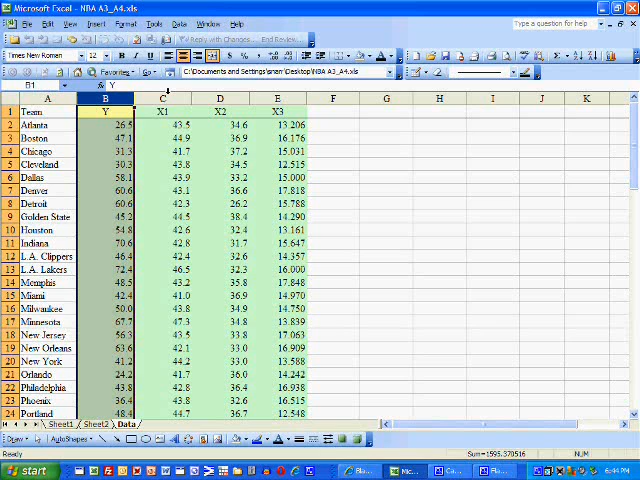 Microsoft Excel - NBA A3_A4.xls
File Edit View Insert Format Tools Data Window Help
Type a question for help
Reply with Changes... End Review...
Times New Roman 12 B I U $ % ,
Favorites Go C:\Documents and Settings\snarr\Desktop\NBA A3_A4.xls
B1 fx Y
A B C D E F G H I J K
1 Team Y X1 X2 X3
2 Atlanta 26.5 43.5 34.6 13.206
3 Boston 47.1 44.9 36.9 16.176
4 Chicago 31.3 41.7 37.2 15.031
5 Cleveland 30.3 43.8 34.5 12.515
6 Dallas 58.1 43.9 33.2 15.000
7 Denver 60.6 43.1 36.6 17.818
8 Detroit 60.6 42.3 26.2 15.788
9 Golden State 45.2 44.5 38.4 14.290
10 Houston 54.8 42.6 32.4 13.161
11 Indiana 70.6 42.8 31.7 15.647
12 L.A. Clippers 46.4 42.4 32.6 14.357
13 L.A. Lakers 72.4 46.5 32.3 16.000
14 Memphis 48.5 43.2 35.8 17.848
15 Miami 42.4 41.0 36.9 14.970
16 Milwaukee 50.0 43.8 34.9 14.750
17 Minnesota 67.7 47.3 34.8 13.839
18 New Jersey 56.3 43.5 33.8 17.063
19 New Orleans 63.6 42.1 33.0 16.909
20 New York 41.2 44.2 33.0 13.588
21 Orlando 24.2 41.7 36.0 14.242
22 Philadelphia 43.8 42.8 36.4 16.938
23 Phoenix 36.4 43.8 32.6 16.515
24 Portland 48.4 44.7 36.7 12.548
Sheet1 Sheet2 Data
Draw AutoShapes
Ready Sum=1595.370516 NUM
start Bla... Mic... Ca... Fla... 6:44 PM